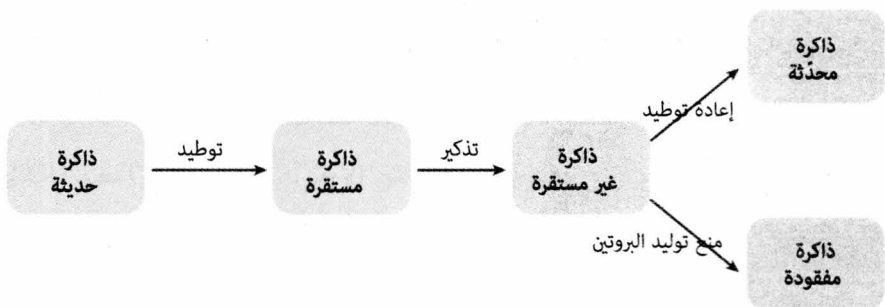 ذاكرة
حديثة
توطيد
ذاكرة
مستقرة
تذكير
ذاكرة
غير مستقرة
إعادة توطيد
ذاكرة
محدّثة
منع توليد البروتين
ذاكرة
مفقودة